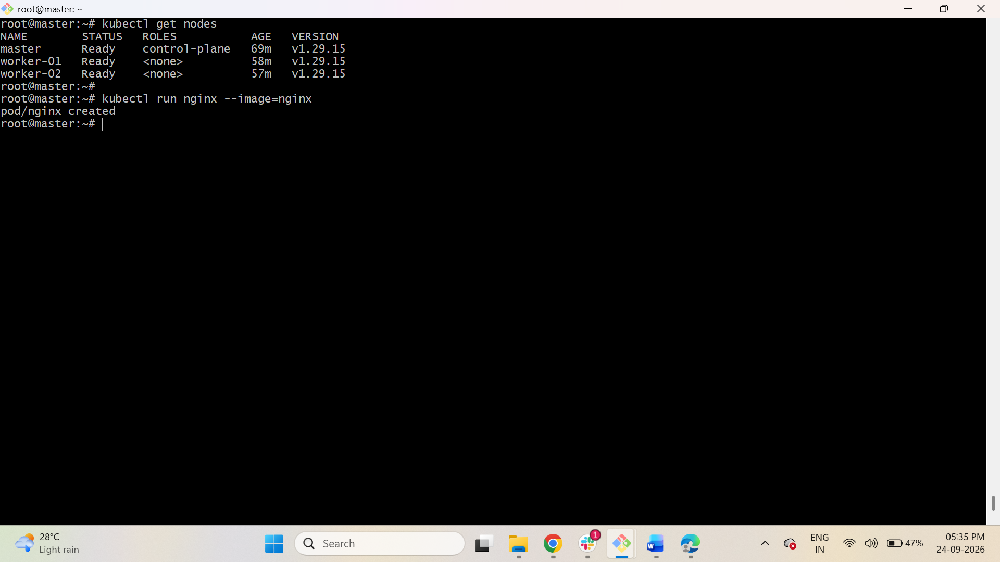 root@master: ~
root@master:~# kubectl get nodes
NAME        STATUS   ROLES           AGE   VERSION
master      Ready    control-plane   69m   v1.29.15
worker-01   Ready    <none>          58m   v1.29.15
worker-02   Ready    <none>          57m   v1.29.15
root@master:~#
root@master:~# kubectl run nginx --image=nginx
pod/nginx created
root@master:~#
28°C
Light rain
Search
1
W
ENG
IN
47%
05:35 PM
24-09-2026